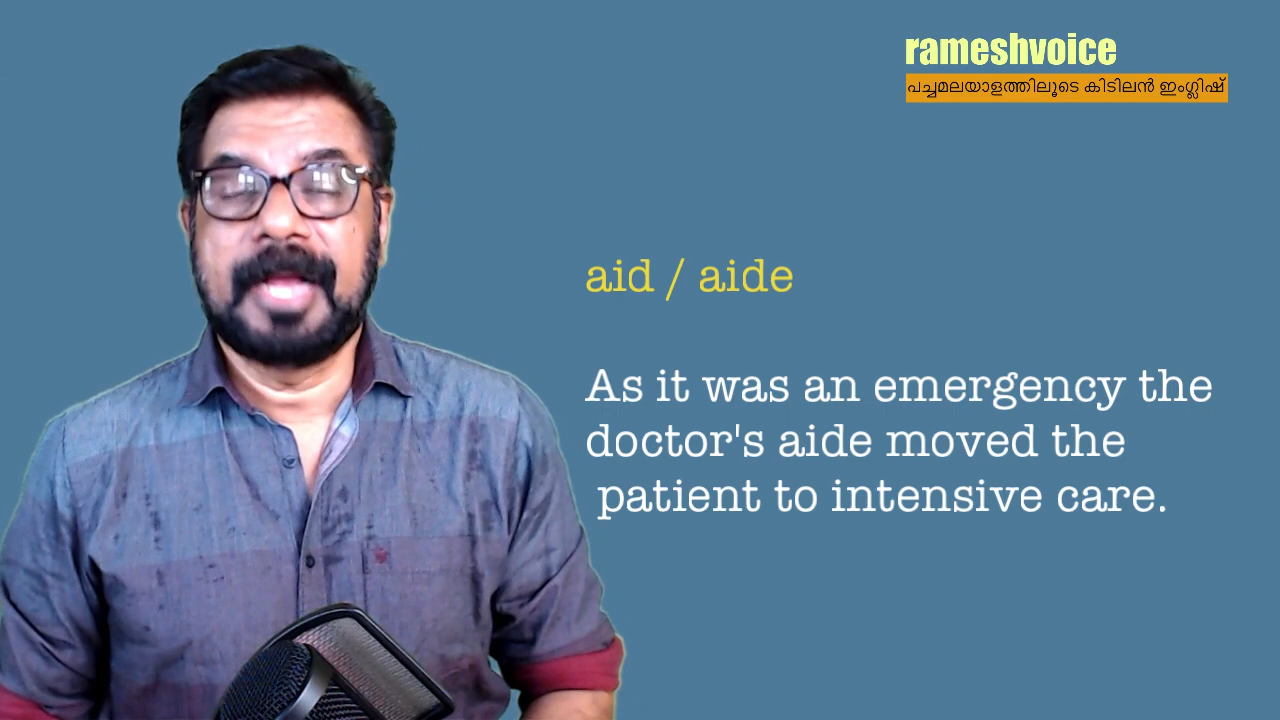 rameshvoice
പച്ചമലയാളത്തിലൂടെ കിടിലൻ ഇംഗ്ലിഷ്
aid / aide
As it was an emergency the
doctor's aide moved the
patient to intensive care.